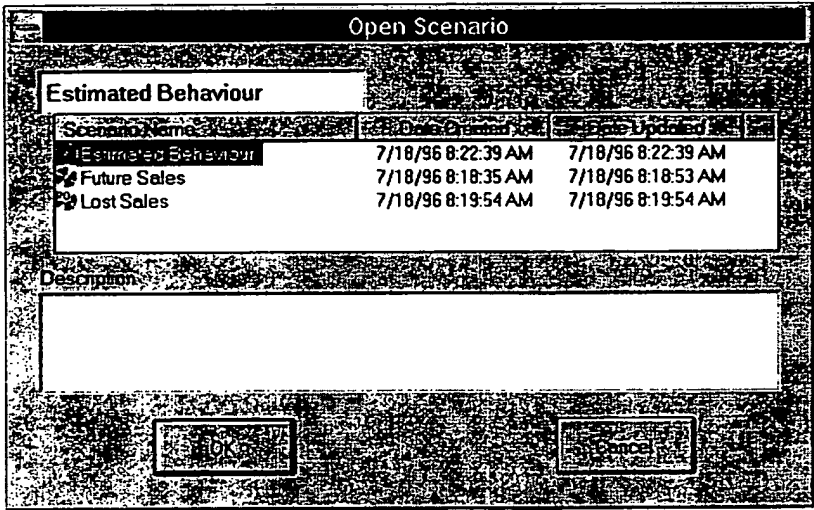 Open Scenario
Estimated Behaviour
Scenario Name Date Created Date Updated
Estimated Behaviour 7/18/96 8:22:39 AM 7/18/96 8:22:39 AM
Future Sales 7/18/96 8:18:35 AM 7/18/96 8:18:53 AM
Lost Sales 7/18/96 8:19:54 AM 7/18/96 8:19:54 AM
Description
OK Cancel